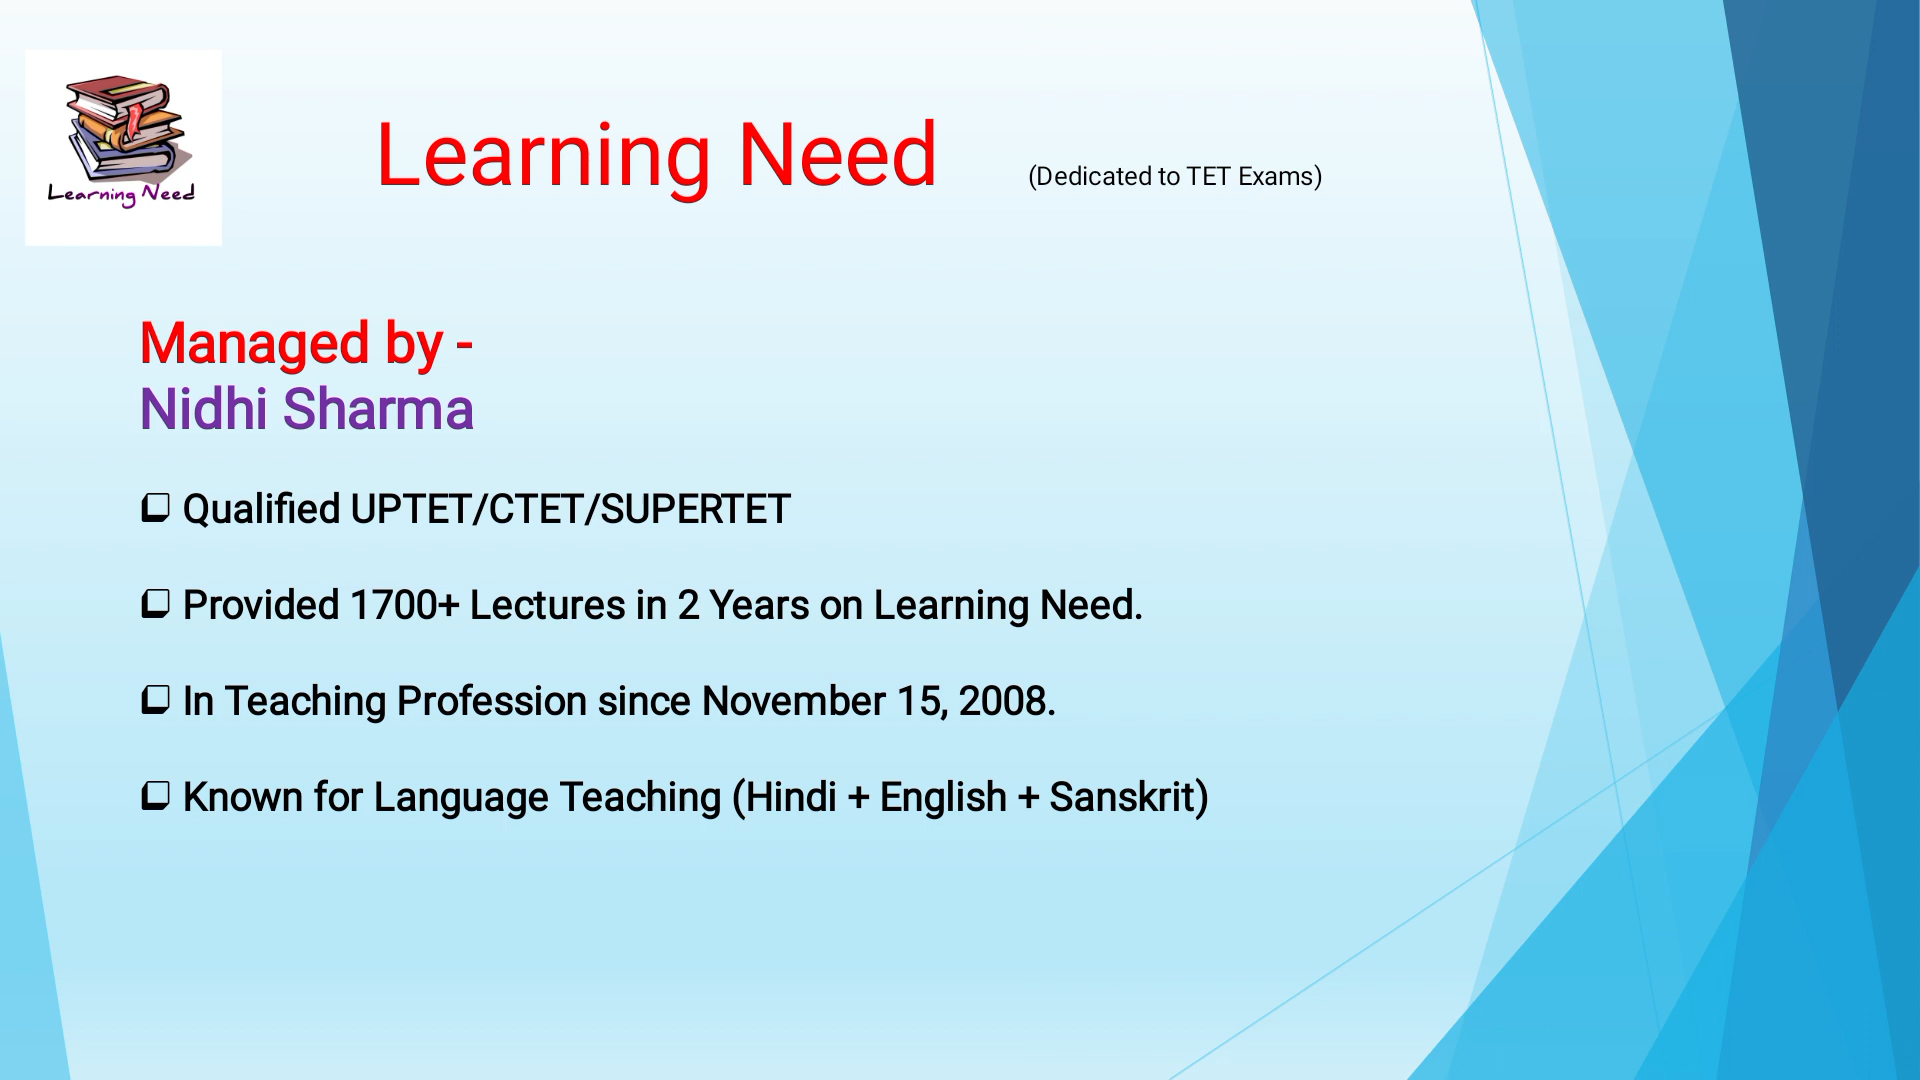 Learning Need
Learning Need
(Dedicated to TET Exams)
Managed by -
Nidhi Sharma
❑ Qualified UPTET/CTET/SUPERTET
❑ Provided 1700+ Lectures in 2 Years on Learning Need.
❑ In Teaching Profession since November 15, 2008.
❑ Known for Language Teaching (Hindi + English + Sanskrit)